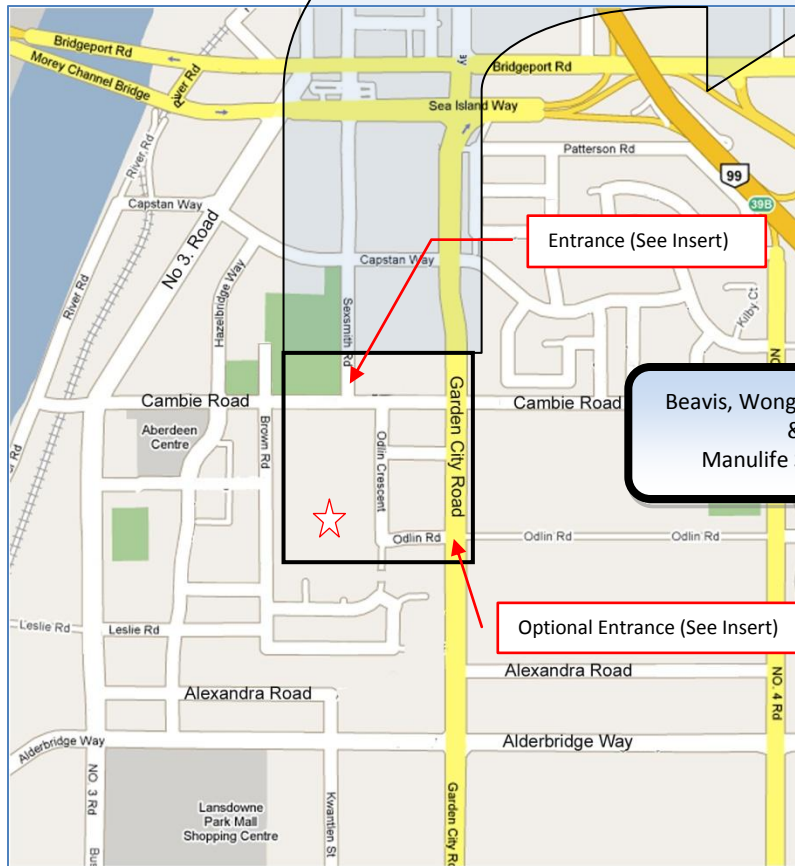 Bridgeport Rd
Morey Channel Bridge
River Rd
River Rd
Bridgeport Rd
Sea Island Way
Patterson Rd
99
39B
Capstan Way
No 3. Road
Hazelbridge Way
Entrance (See Insert)
Capstan Way
River Rd
Sexsmith Rd
Kilby Ct
Cambie Road
Cambie Road
Aberdeen
Centre
Brown Rd
Odlin Crescent
Garden City Road
Beavis, Wong
&
Manulife
Odlin Rd
Odlin Rd
Odlin Rd
Leslie Rd
Leslie Rd
Optional Entrance (See Insert)
Alexandra Road
Alexandra Road
NO. 4 Rd
Alderbridge Way
Alderbridge Way
NO. 3 Rd
Lansdowne
Park Mall
Shopping Centre
Kwantlen St
Garden City